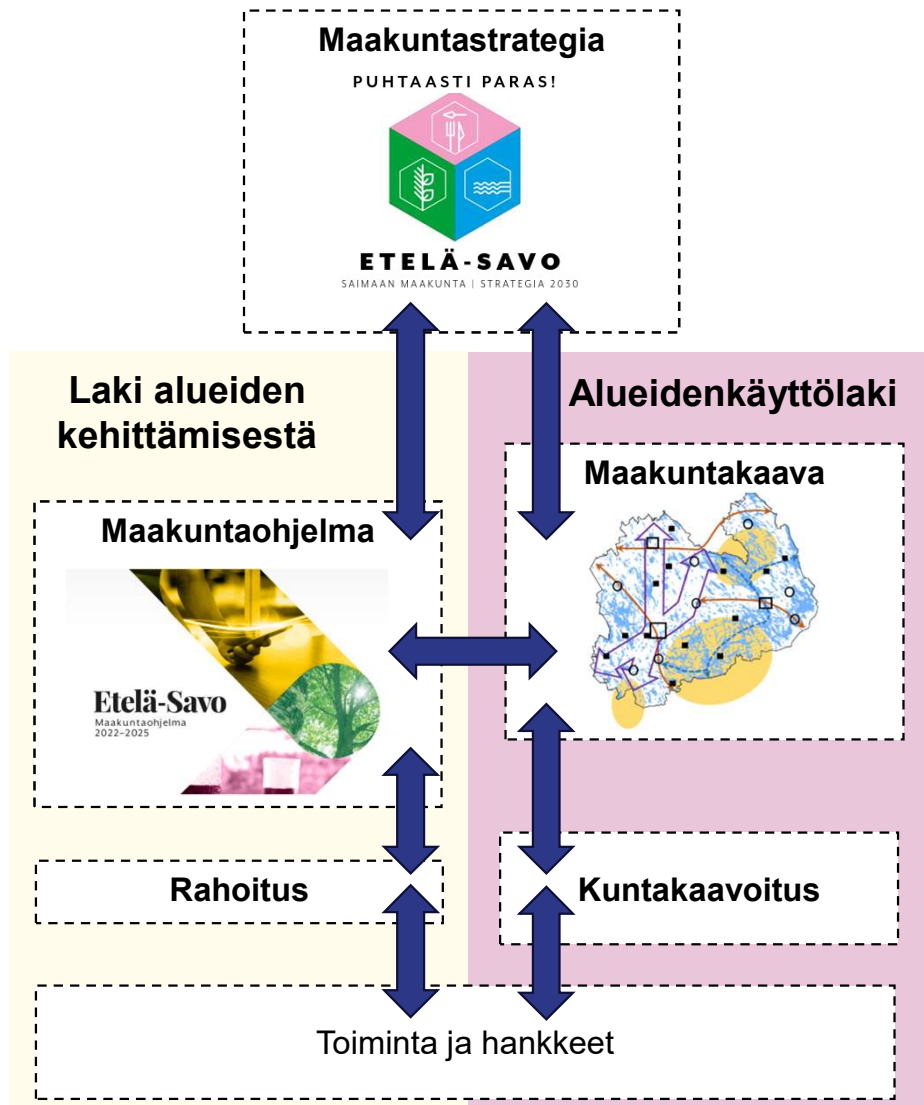 Maakuntastrategia
PUHTAASTI PARAS!
ETELÄ-SAVO
SAIMAAN MAAKUNTA | STRATEGIA 2030
Laki alueiden
kehittämisestä
Alueidenkäyttölaki
Maakuntaohjelma
Etelä-Savo
Maakuntaohjelma
2022–2025
Maakuntakaava
Rahoitus
Kuntakaavoitus
Toiminta ja hankkeet